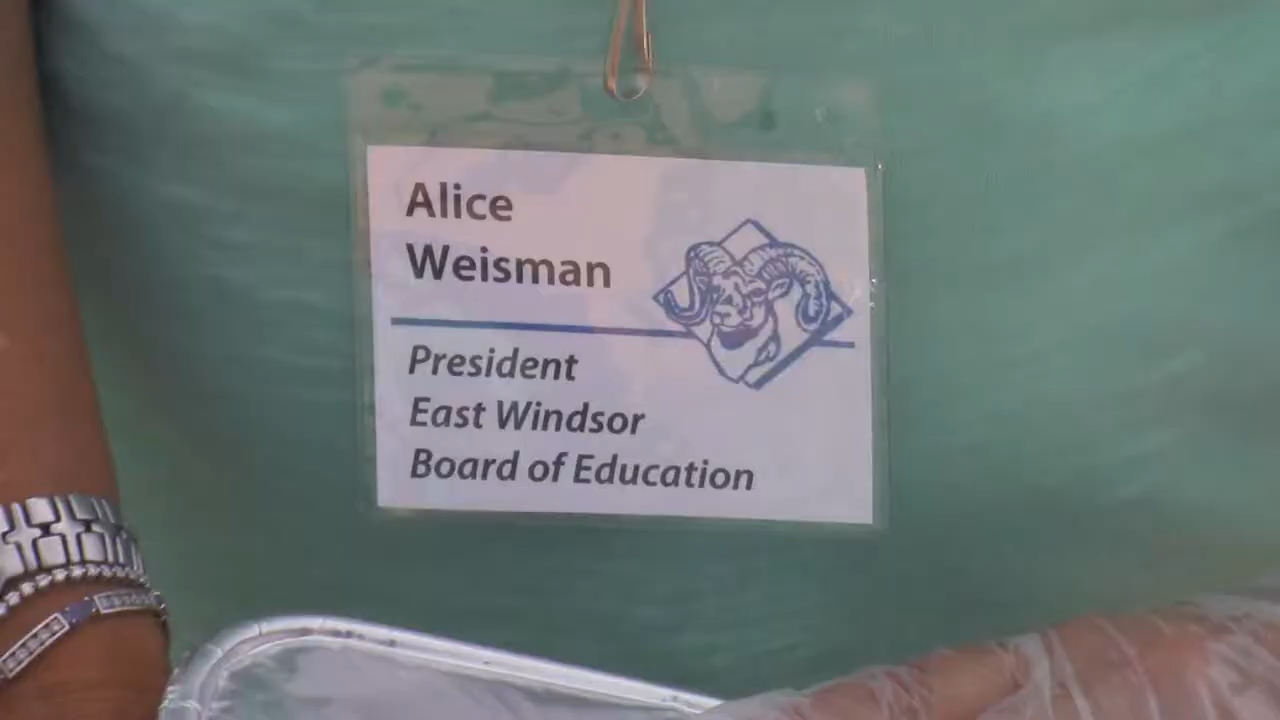 Alice
Weisman
President
East Windsor
Board of Education